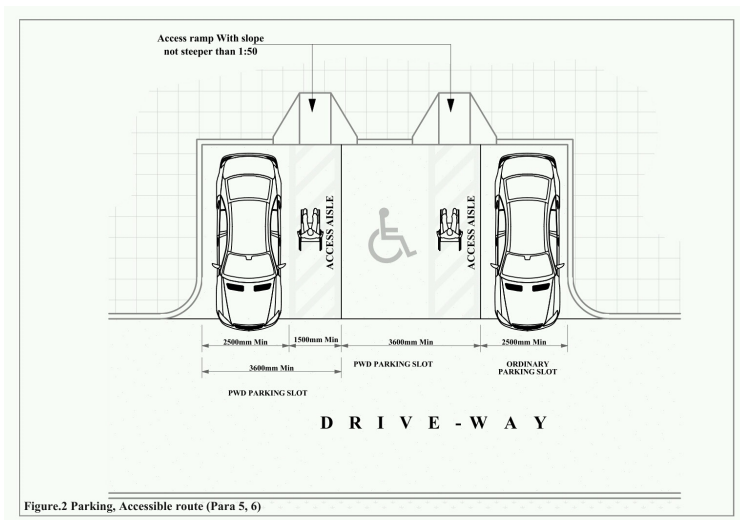 Access ramp With slope
not steeper than 1:50
ACCESS AISLE
ACCESS AISLE
2500mm Min
1500mm Min
3600mm Min
2500mm Min
3600mm Min
PWD PARKING SLOT
ORDINARY
PARKING SLOT
PWD PARKING SLOT
DRIVE-WAY
Figure.2 Parking, Accessible route (Para 5, 6)